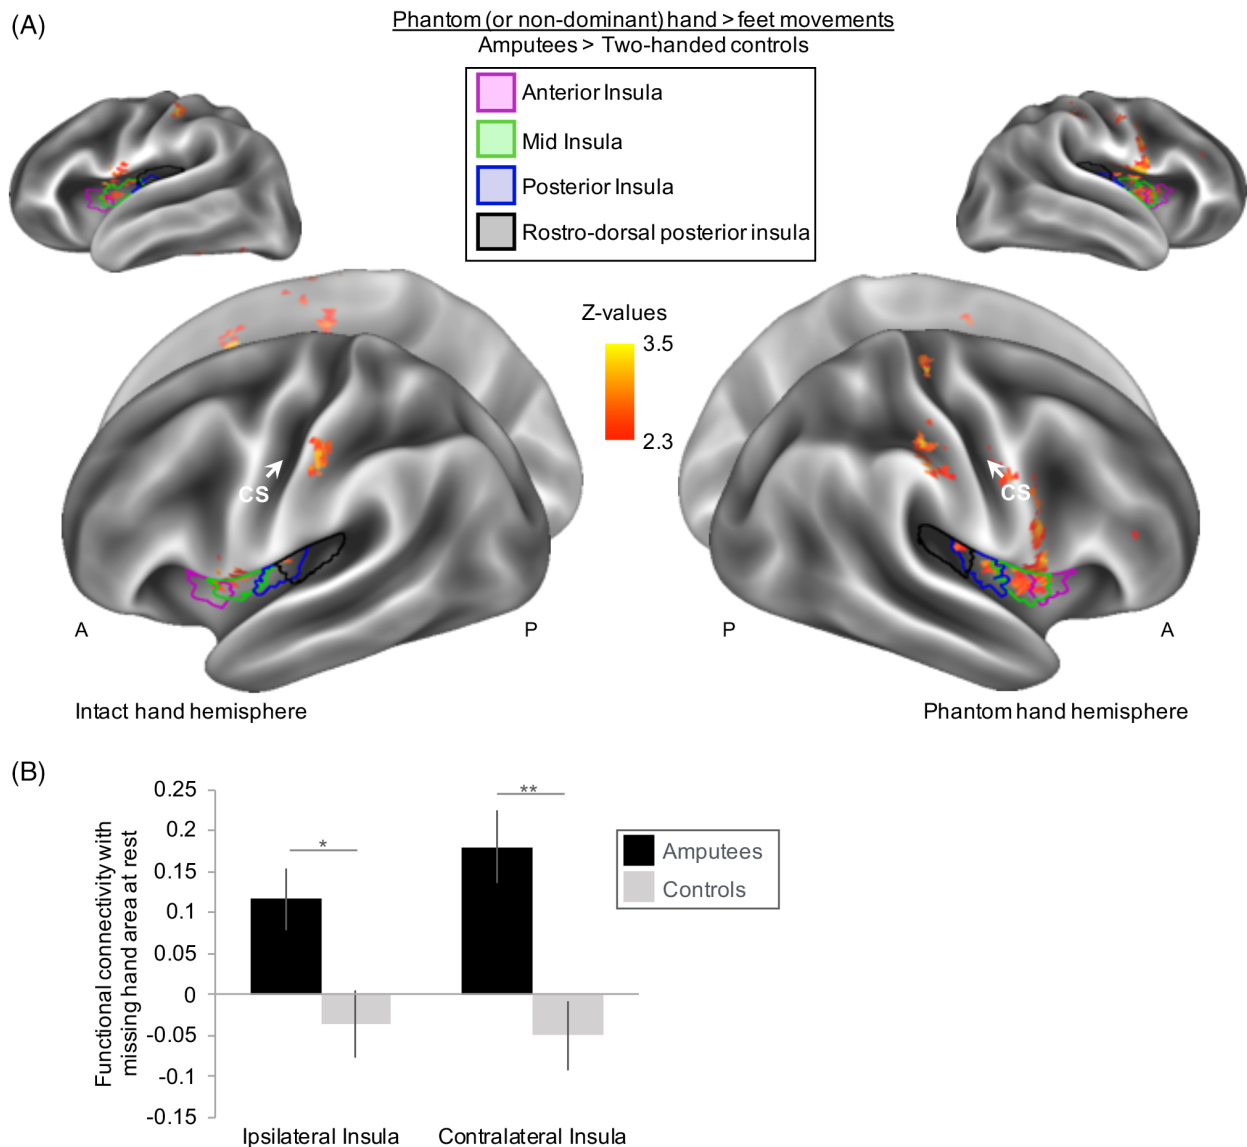 (A)
Phantom (or non-dominant) hand > feet movements
Amputees > Two-handed controls
Anterior Insula
Mid Insula
Posterior Insula
Rostro-dorsal posterior insula
Z-values
3.5
2.3
CS
CS
A
P
P
A
Intact hand hemisphere
Phantom hand hemisphere
(B)
Functional connectivity with
missing hand area at rest
0.25
0.2
0.15
0.1
0.05
0
-0.05
-0.1
-0.15
*
**
Amputees
Controls
Ipsilateral Insula
Contralateral Insula